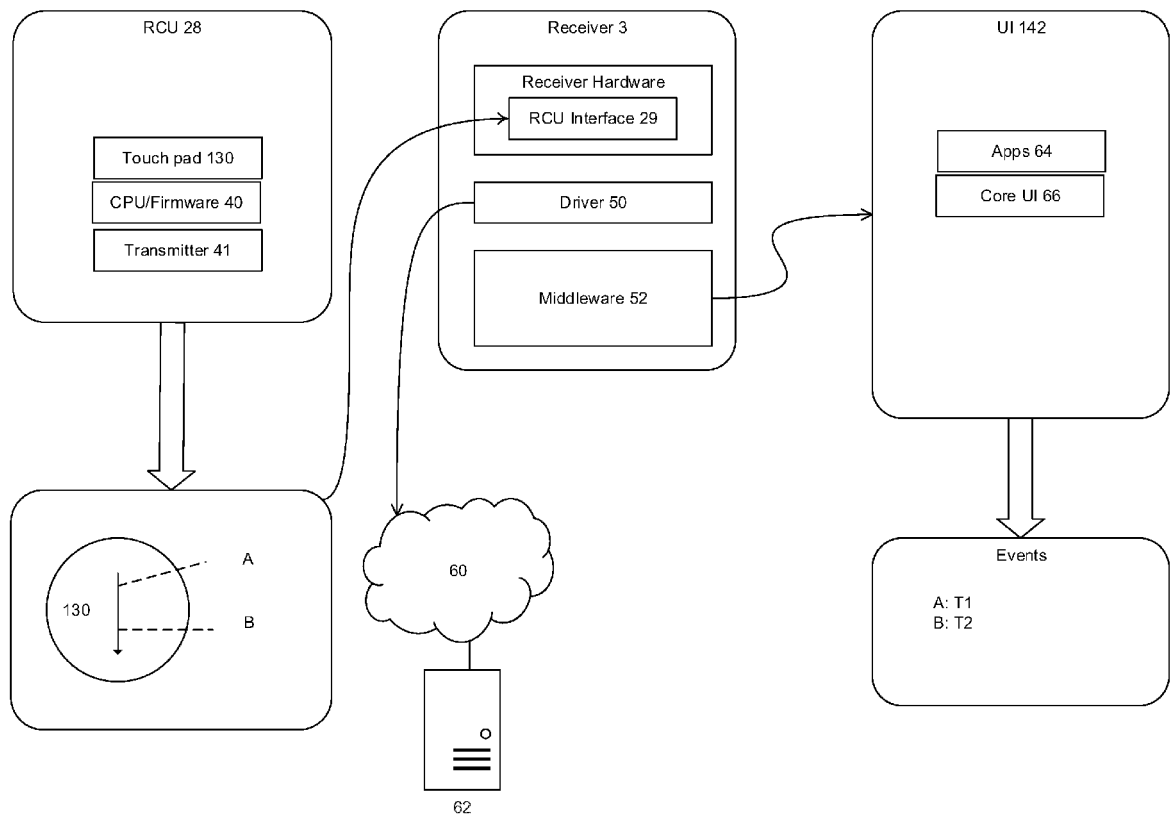 RCU 28
Touch pad 130
CPU/Firmware 40
Transmitter 41
130
A
B
Receiver 3
Receiver Hardware
RCU Interface 29
Driver 50
Middleware 52
60
62
UI 142
Apps 64
Core UI 66
Events
A: T1
B: T2